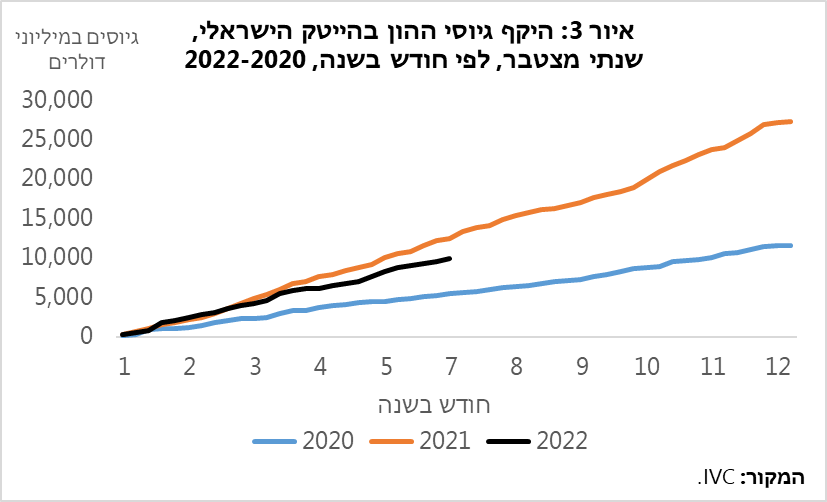 איור 3: היקף גיוסי ההון בהייטק הישראלי,
שנתי מצטבר, לפי חודש בשנה, 2022-2020
גיוסים במיליוני
דולרים
30,000
25,000
20,000
15,000
10,000
5,000
0
1 2 3 4 5 7 8 9 10 11 12
חודש בשנה
2020 2021 2022
המקור: IVC.